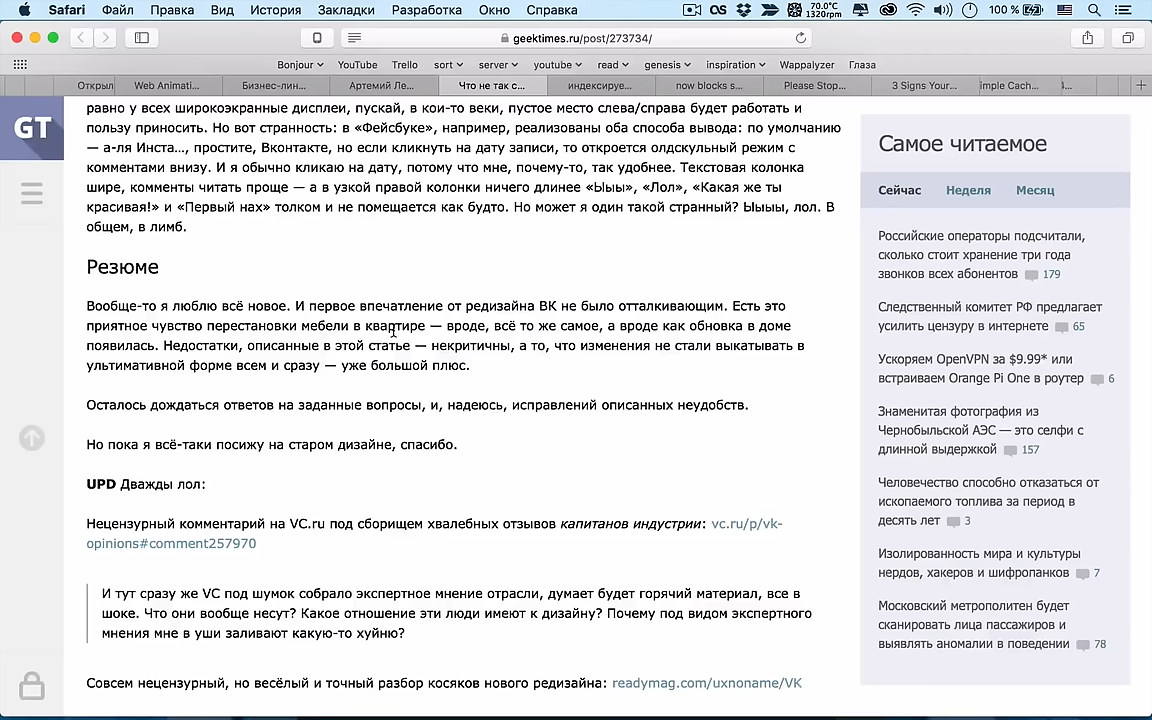 Safari Файл Правка Вид История Закладки Разработка Окно Справка
70.0°C 1320rpm 100 %
geektimes.ru/post/273734/
Bonjour YouTube Trello sort server youtube read genesis inspiration Wappalyzer Глаза
Открыл Web Animati... Бизнес-лин... Артемий Ле... Что не так с... индексируе... now blocks s... Please Stop... 3 Signs Your... imple Cach...
GT
равно у всех широкоэкранные дисплеи, пускай, в кои-то веки, пустое место слева/справа будет работать и
пользу приносить. Но вот странность: в «Фейсбуке», например, реализованы оба способа вывода: по умолчанию
— а-ля Инста..., простите, Вконтакте, но если кликнуть на дату записи, то откроется олдскульный режим с
комментами внизу. И я обычно кликаю на дату, потому что мне, почему-то, так удобнее. Текстовая колонка
шире, комменты читать проще — а в узкой правой колонки ничего длинее «Ыыы», «Лол», «Какая же ты
красивая!» и «Первый нах» толком и не помещается как будто. Но может я один такой странный? Ыыыы, лол. В
общем, в лимб.
Резюме
Вообще-то я люблю всё новое. И первое впечатление от редизайна ВК не было отталкивающим. Есть это
приятное чувство перестановки мебели в квартире — вроде, всё то же самое, а вроде как обновка в доме
появилась. Недостатки, описанные в этой статье — некритичны, а то, что изменения не стали выкатывать в
ультимативной форме всем и сразу — уже большой плюс.
Осталось дождаться ответов на заданные вопросы, и, надеюсь, исправлений описанных неудобств.
Но пока я всё-таки посижу на старом дизайне, спасибо.
UPD Дважды лол:
Нецензурный комментарий на VC.ru под сборищем хвалебных отзывов капитанов индустрии: vc.ru/p/vk-
opinions#comment257970
И тут сразу же VC под шумок собрало экспертное мнение отрасли, думает будет горячий материал, все в
шоке. Что они вообще несут? Какое отношение эти люди имеют к дизайну? Почему под видом экспертного
мнения мне в уши заливают какую-то хуйню?
Совсем нецензурный, но весёлый и точный разбор косяков нового редизайна: readymag.com/uxnoname/VK
Самое читаемое
Сейчас Неделя Месяц
Российские операторы подсчитали,
сколько стоит хранение три года
звонков всех абонентов 179
Следственный комитет РФ предлагает
усилить цензуру в интернете 65
Ускоряем OpenVPN за $9.99* или
встраиваем Orange Pi One в роутер 6
Знаменитая фотография из
Чернобыльской АЭС — это селфи с
длинной выдержкой 157
Человечество способно отказаться от
ископаемого топлива за период в
десять лет 3
Изолированность мира и культуры
нердов, хакеров и шифропанков 7
Московский метрополитен будет
сканировать лица пассажиров и
выявлять аномалии в поведении 78